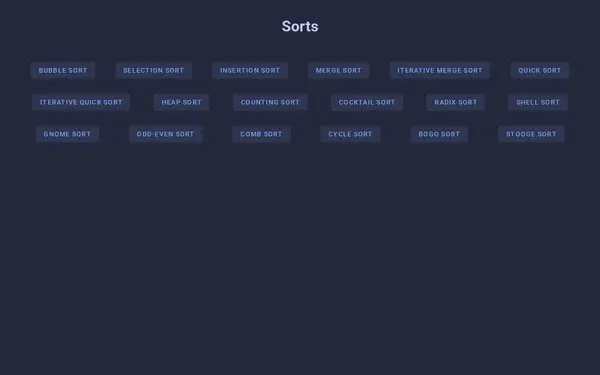 Sorts
BUBBLE SORT SELECTION SORT INSERTION SORT MERGE SORT ITERATIVE MERGE SORT QUICK SORT
ITERATIVE QUICK SORT HEAP SORT COUNTING SORT COCKTAIL SORT RADIX SORT SHELL SORT
GNOME SORT ODD-EVEN SORT COMB SORT CYCLE SORT BOGO SORT STOOGE SORT